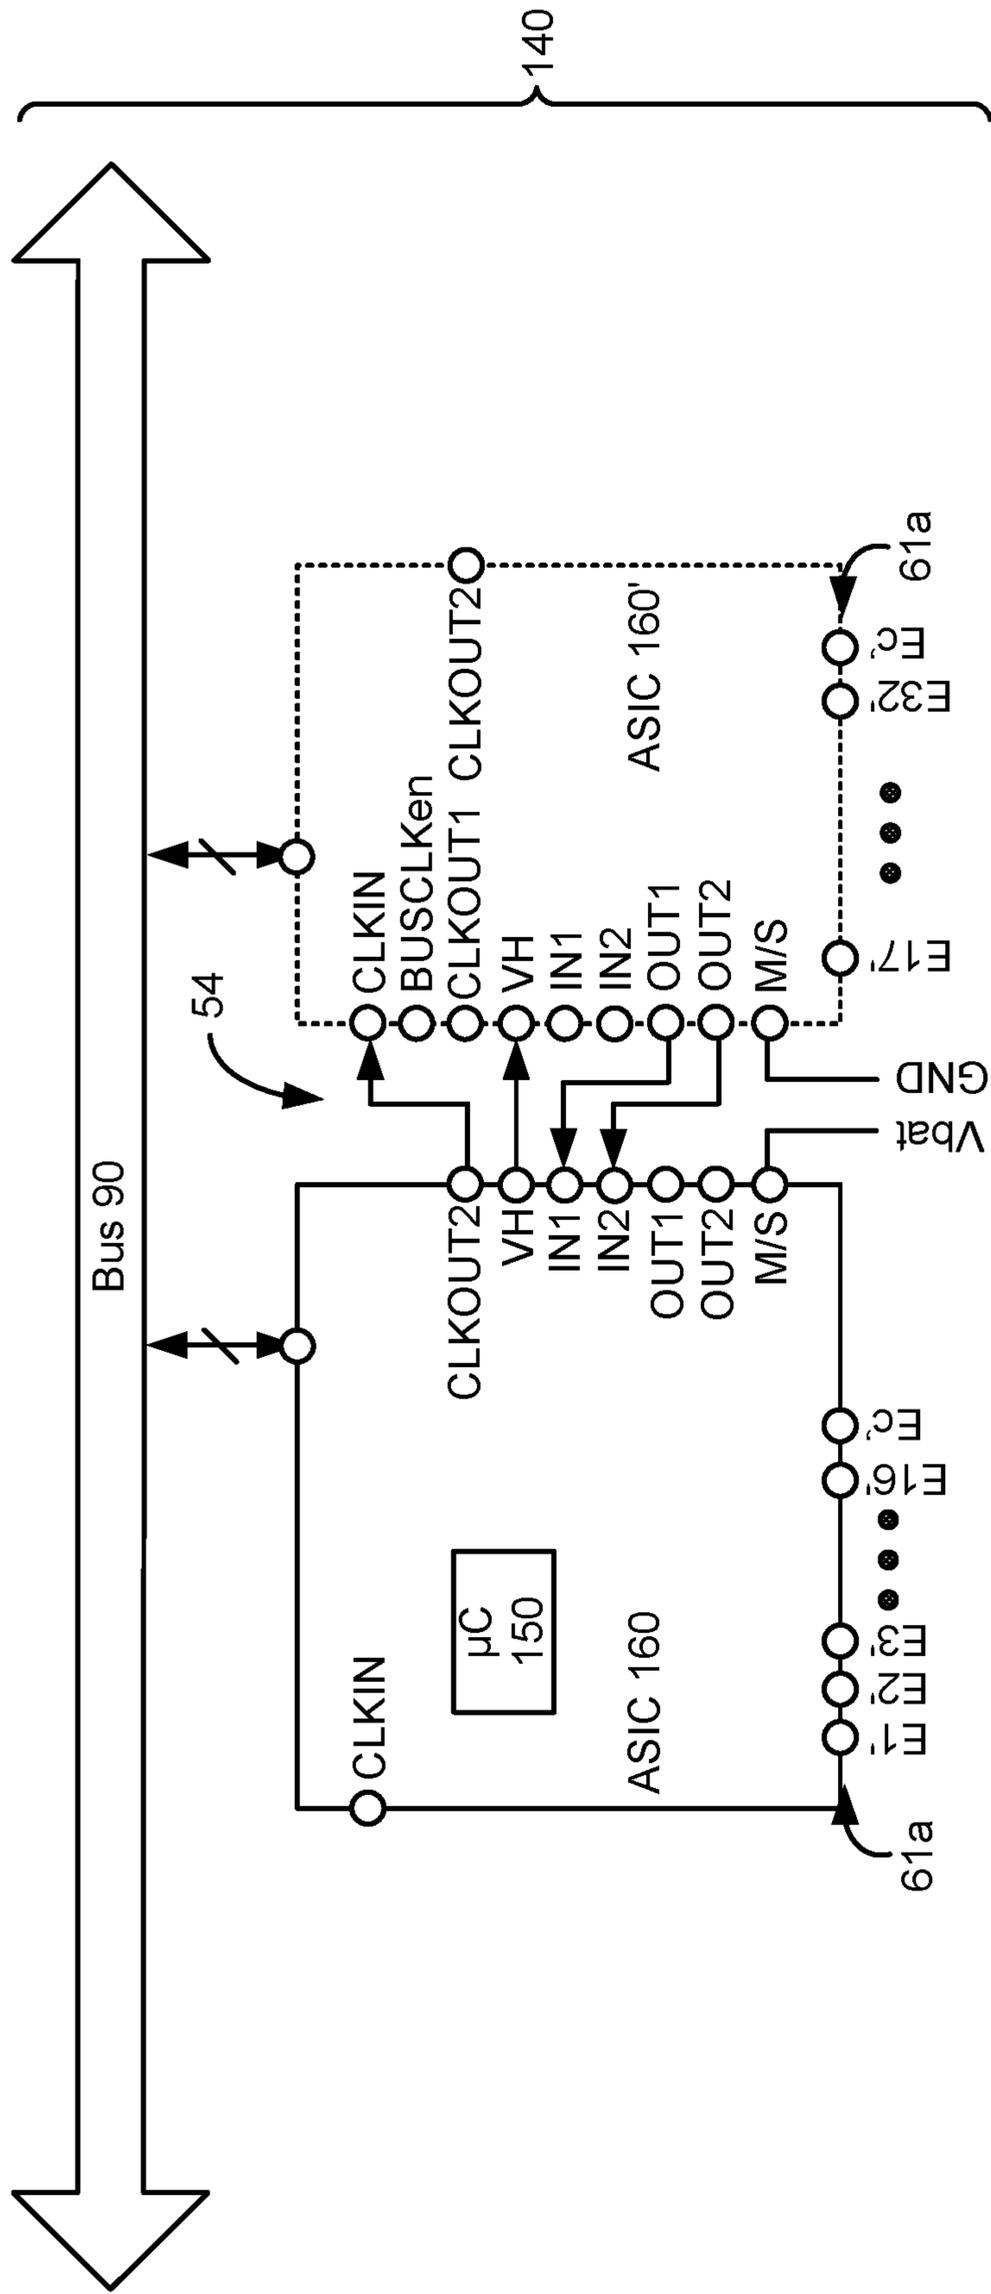 140
Bus 90
54
CLKIN
µC
150
ASIC 160
CLKOUT2
VH
IN1
IN2
OUT1
OUT2
M/S
CLKIN
BUSCLKen
CLKOUT1 CLKOUT2
VH
IN1
IN2
OUT1
OUT2
M/S
ASIC 160'
Vbat
GND
61a
E1'
E2'
E3'
E16'
Ec'
E17'
E32'
Ec'
61a